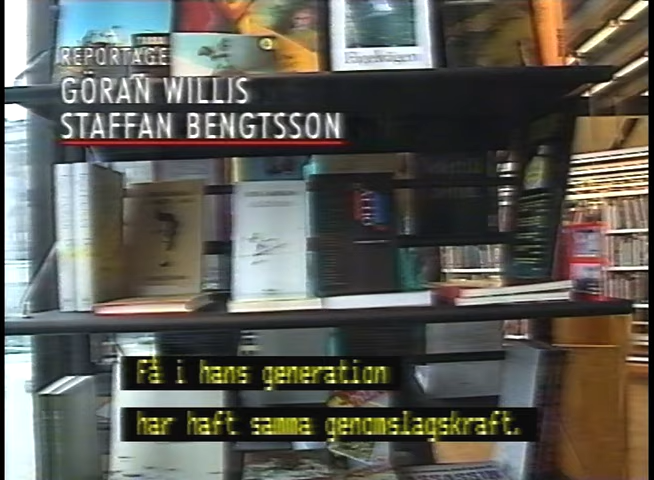 REPORTAGE
GÖRAN WILLIS
STAFFAN BENGTSSON
Få i hans generation
har haft samma genomslagskraft.